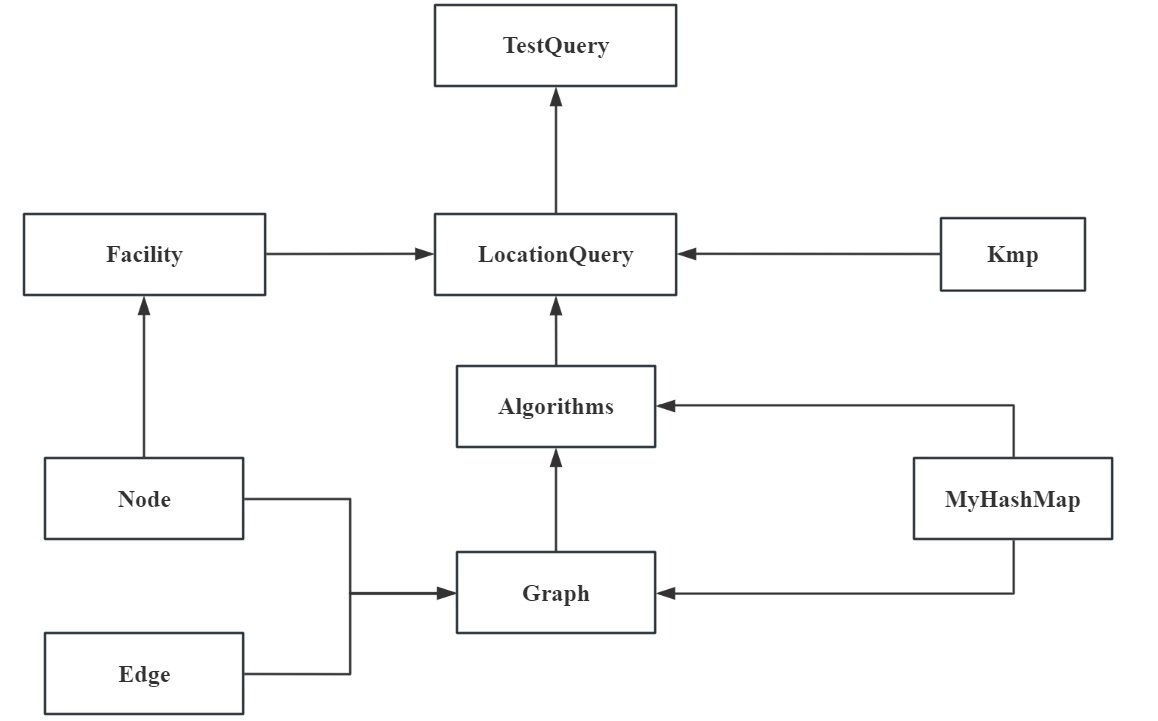 TestQuery
Facility
LocationQuery
Kmp
Algorithms
Node
MyHashMap
Graph
Edge